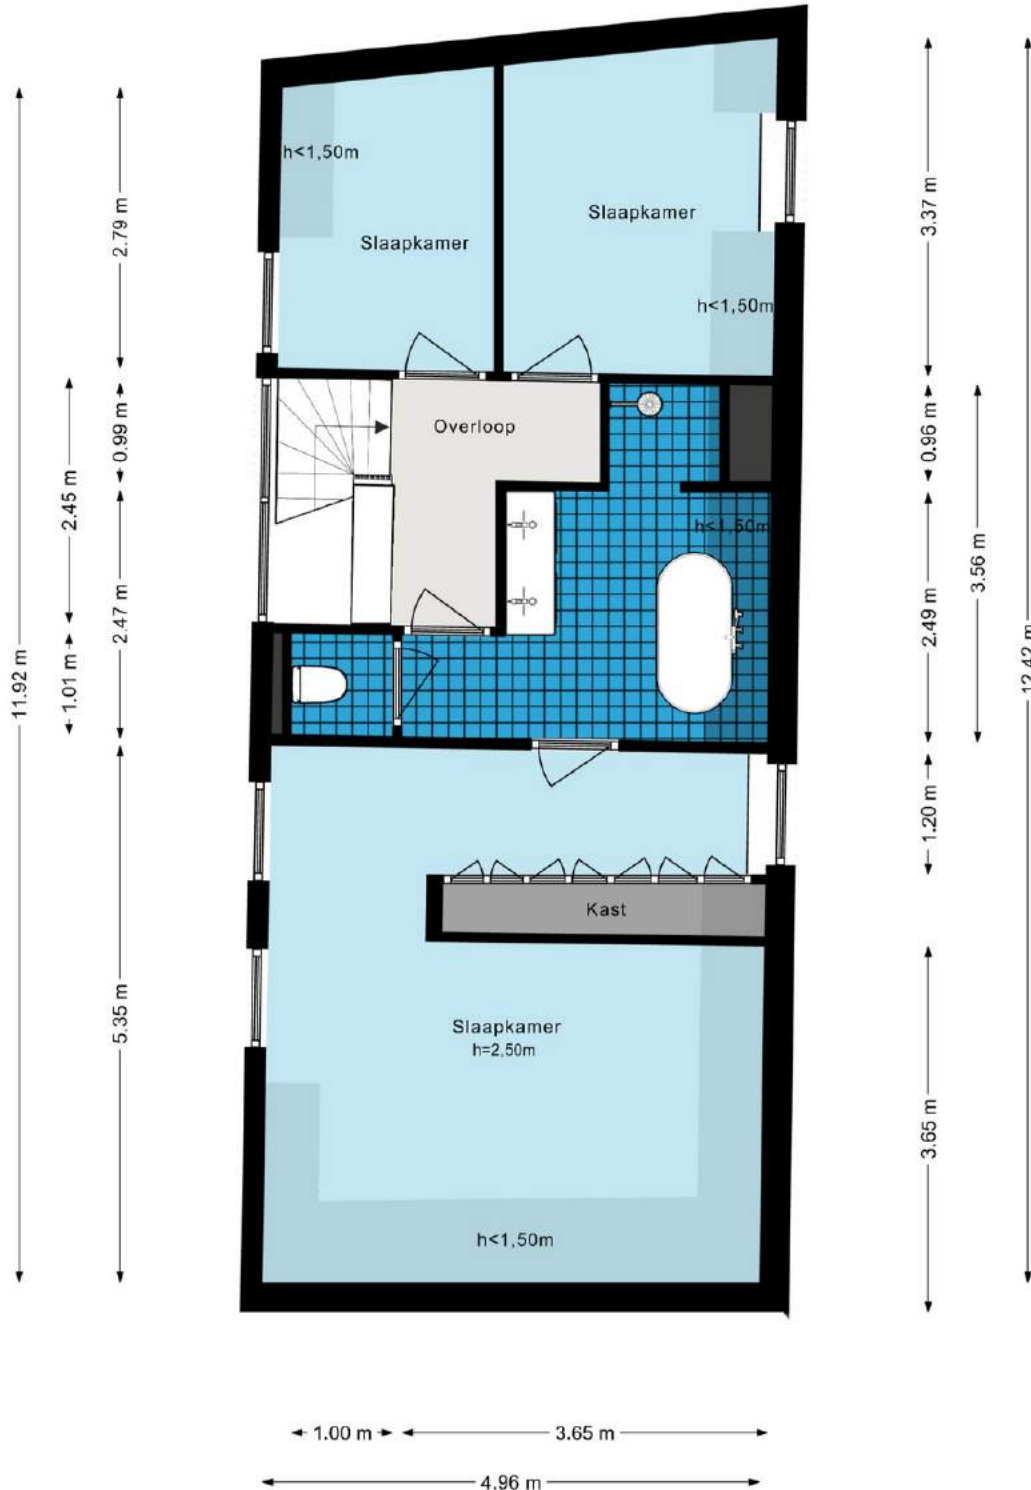 h<1,50m
Slaapkamer
Slaapkamer
h<1,50m
Overloop
h<1,50m
Kast
Slaapkamer
h=2,50m
h<1,50m
11.92 m
2.79 m
2.45 m
0.99 m
2.47 m
1.01 m
5.35 m
3.37 m
0.96 m
3.56 m
2.49 m
12.42 m
1.20 m
3.65 m
1.00 m
3.65 m
4.96 m